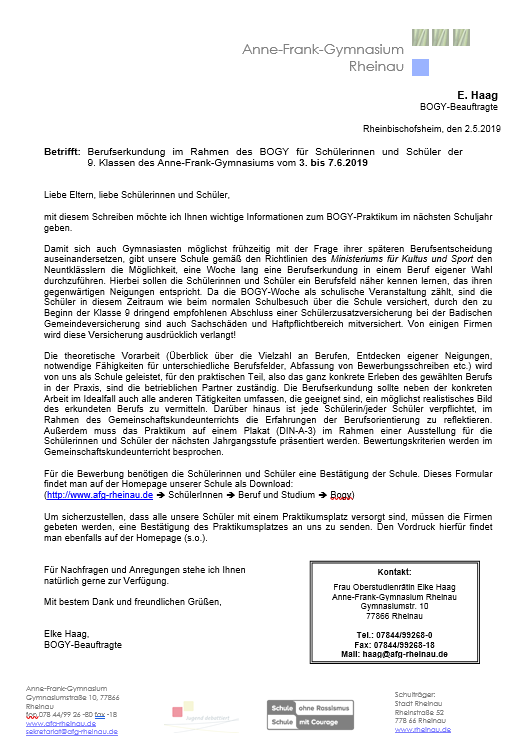 Anne-Frank-Gymnasium
Rheinau
E. Haag
BOGY-Beauftragte
Rheinbischofsheim, den 2.5.2019
Betrifft: Berufserkundung im Rahmen des BOGY für Schülerinnen und Schüler der
9. Klassen des Anne-Frank-Gymnasiums vom 3. bis 7.6.2019
Liebe Eltern, liebe Schülerinnen und Schüler,
mit diesem Schreiben möchte ich Ihnen wichtige Informationen zum BOGY-Praktikum im nächsten Schuljahr
geben.
Damit sich auch Gymnasiasten möglichst frühzeitig mit der Frage ihrer späteren Berufsentscheidung
auseinandersetzen, gibt unsere Schule gemäß den Richtlinien des Ministeriums für Kultus und Sport den
Neuntklässlern die Möglichkeit, eine Woche lang eine Berufserkundung in einem Beruf eigener Wahl
durchzuführen. Hierbei sollen die Schülerinnen und Schüler ein Berufsfeld näher kennen lernen, das ihren
gegenwärtigen Neigungen entspricht. Da die BOGY-Woche als schulische Veranstaltung zählt, sind die
Schüler in diesem Zeitraum wie beim normalen Schulbesuch über die Schule versichert, durch den zu
Beginn der Klasse 9 dringend empfohlenen Abschluss einer Schülerzusatzversicherung bei der Badischen
Gemeindeversicherung sind auch Sachschäden und Haftpflichtbereich mitversichert. Von einigen Firmen
wird diese Versicherung ausdrücklich verlangt!
Die theoretische Vorarbeit (Überblick über die Vielzahl an Berufen, Entdecken eigener Neigungen,
notwendige Fähigkeiten für unterschiedliche Berufsfelder, Abfassung von Bewerbungsschreiben etc.) wird
von uns als Schule geleistet, für den praktischen Teil, also das ganz konkrete Erleben des gewählten Berufs
in der Praxis, sind die betrieblichen Partner zuständig. Die Berufserkundung sollte neben der konkreten
Arbeit im Idealfall auch alle anderen Tätigkeiten umfassen, die geeignet sind, ein möglichst realistisches Bild
des erkundeten Berufs zu vermitteln. Darüber hinaus ist jede Schülerin/jeder Schüler verpflichtet, im
Rahmen des Gemeinschaftskundeunterrichts die Erfahrungen der Berufsorientierung zu reflektieren.
Außerdem muss das Praktikum auf einem Plakat (DIN-A-3) im Rahmen einer Ausstellung für die
Schülerinnen und Schüler der nächsten Jahrgangsstufe präsentiert werden. Bewertungskriterien werden im
Gemeinschaftskundeunterricht besprochen.
Für die Bewerbung benötigen die Schülerinnen und Schüler eine Bestätigung der Schule. Dieses Formular
findet man auf der Homepage unserer Schule als Download:
(http://www.afg-rheinau.de ➔ SchülerInnen ➔ Beruf und Studium ➔ Bogy)
Um sicherzustellen, dass alle unsere Schüler mit einem Praktikumsplatz versorgt sind, müssen die Firmen
gebeten werden, eine Bestätigung des Praktikumsplatzes an uns zu senden. Den Vordruck hierfür findet
man ebenfalls auf der Homepage (s.o.).
Für Nachfragen und Anregungen stehe ich Ihnen
natürlich gerne zur Verfügung.
Mit bestem Dank und freundlichen Grüßen,
Elke Haag,
BOGY-Beauftragte
Kontakt:
Frau Oberstudienrätin Elke Haag
Anne-Frank-Gymnasium Rheinau
Gymnasiumstr. 10
77866 Rheinau
Tel.: 07844/99268-0
Fax: 07844/99268-18
Mail: haag@afg-rheinau.de
Anne-Frank-Gymnasium
Gymnasiumstraße 10, 77866
Rheinau
fon 078 44/99 26 -80 fax -18
www.afg-rheinau.de
sekretariat@afg-rheinau.de
Jugend debattiert
Schule ohne Rassismus
Schule mit Courage
Schulträger:
Stadt Rheinau
Rheinstraße 52
778 66 Rheinau
www.rheinau.de